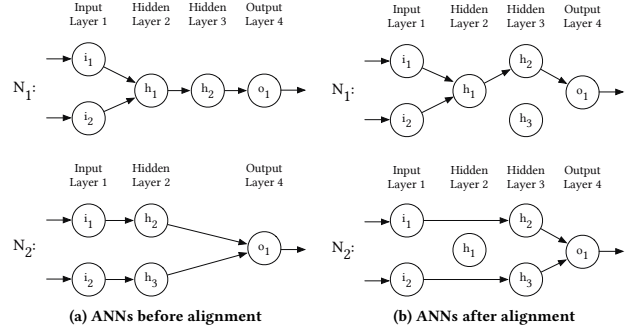 Input Hidden Hidden Output
Layer 1 Layer 2 Layer 3 Layer 4
N1:
i1
i2
h1
h2
o1
Input Hidden Output
Layer 1 Layer 2 Layer 4
N2:
i1
h2
i2
h3
o1
(a) ANNs before alignment
Input Hidden Hidden Output
Layer 1 Layer 2 Layer 3 Layer 4
N1:
i1
i2
h1
h2
h3
o1
Input Hidden Hidden Output
Layer 1 Layer 2 Layer 3 Layer 4
N2:
i1
h2
h1
i2
h3
o1
(b) ANNs after alignment